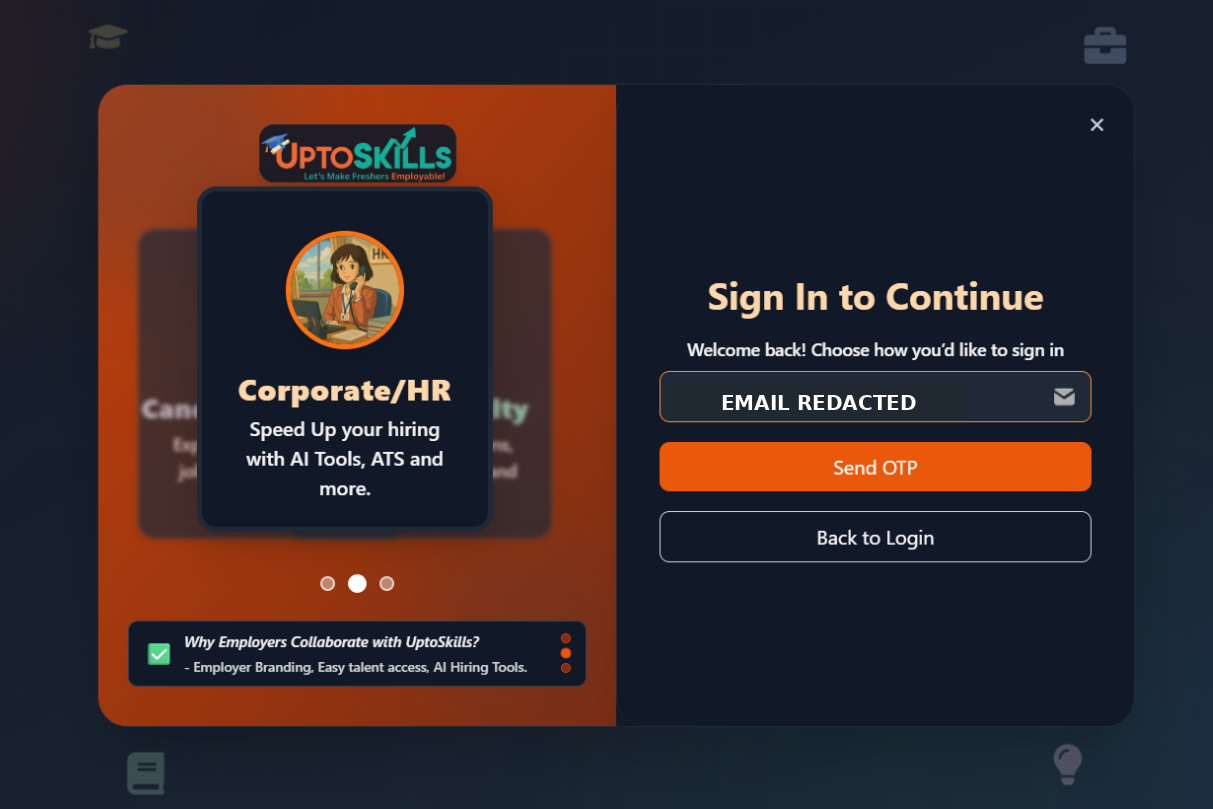 UPTOSKILLS
Let's Make Freshers Employable!
HR
Corporate/HR
Speed Up your hiring
with AI Tools, ATS and
more.
Why Employers Collaborate with UptoSkills?
- Employer Branding, Easy talent access, AI Hiring Tools.
Sign In to Continue
Welcome back! Choose how you'd like to sign in
EMAIL REDACTED
Send OTP
Back to Login